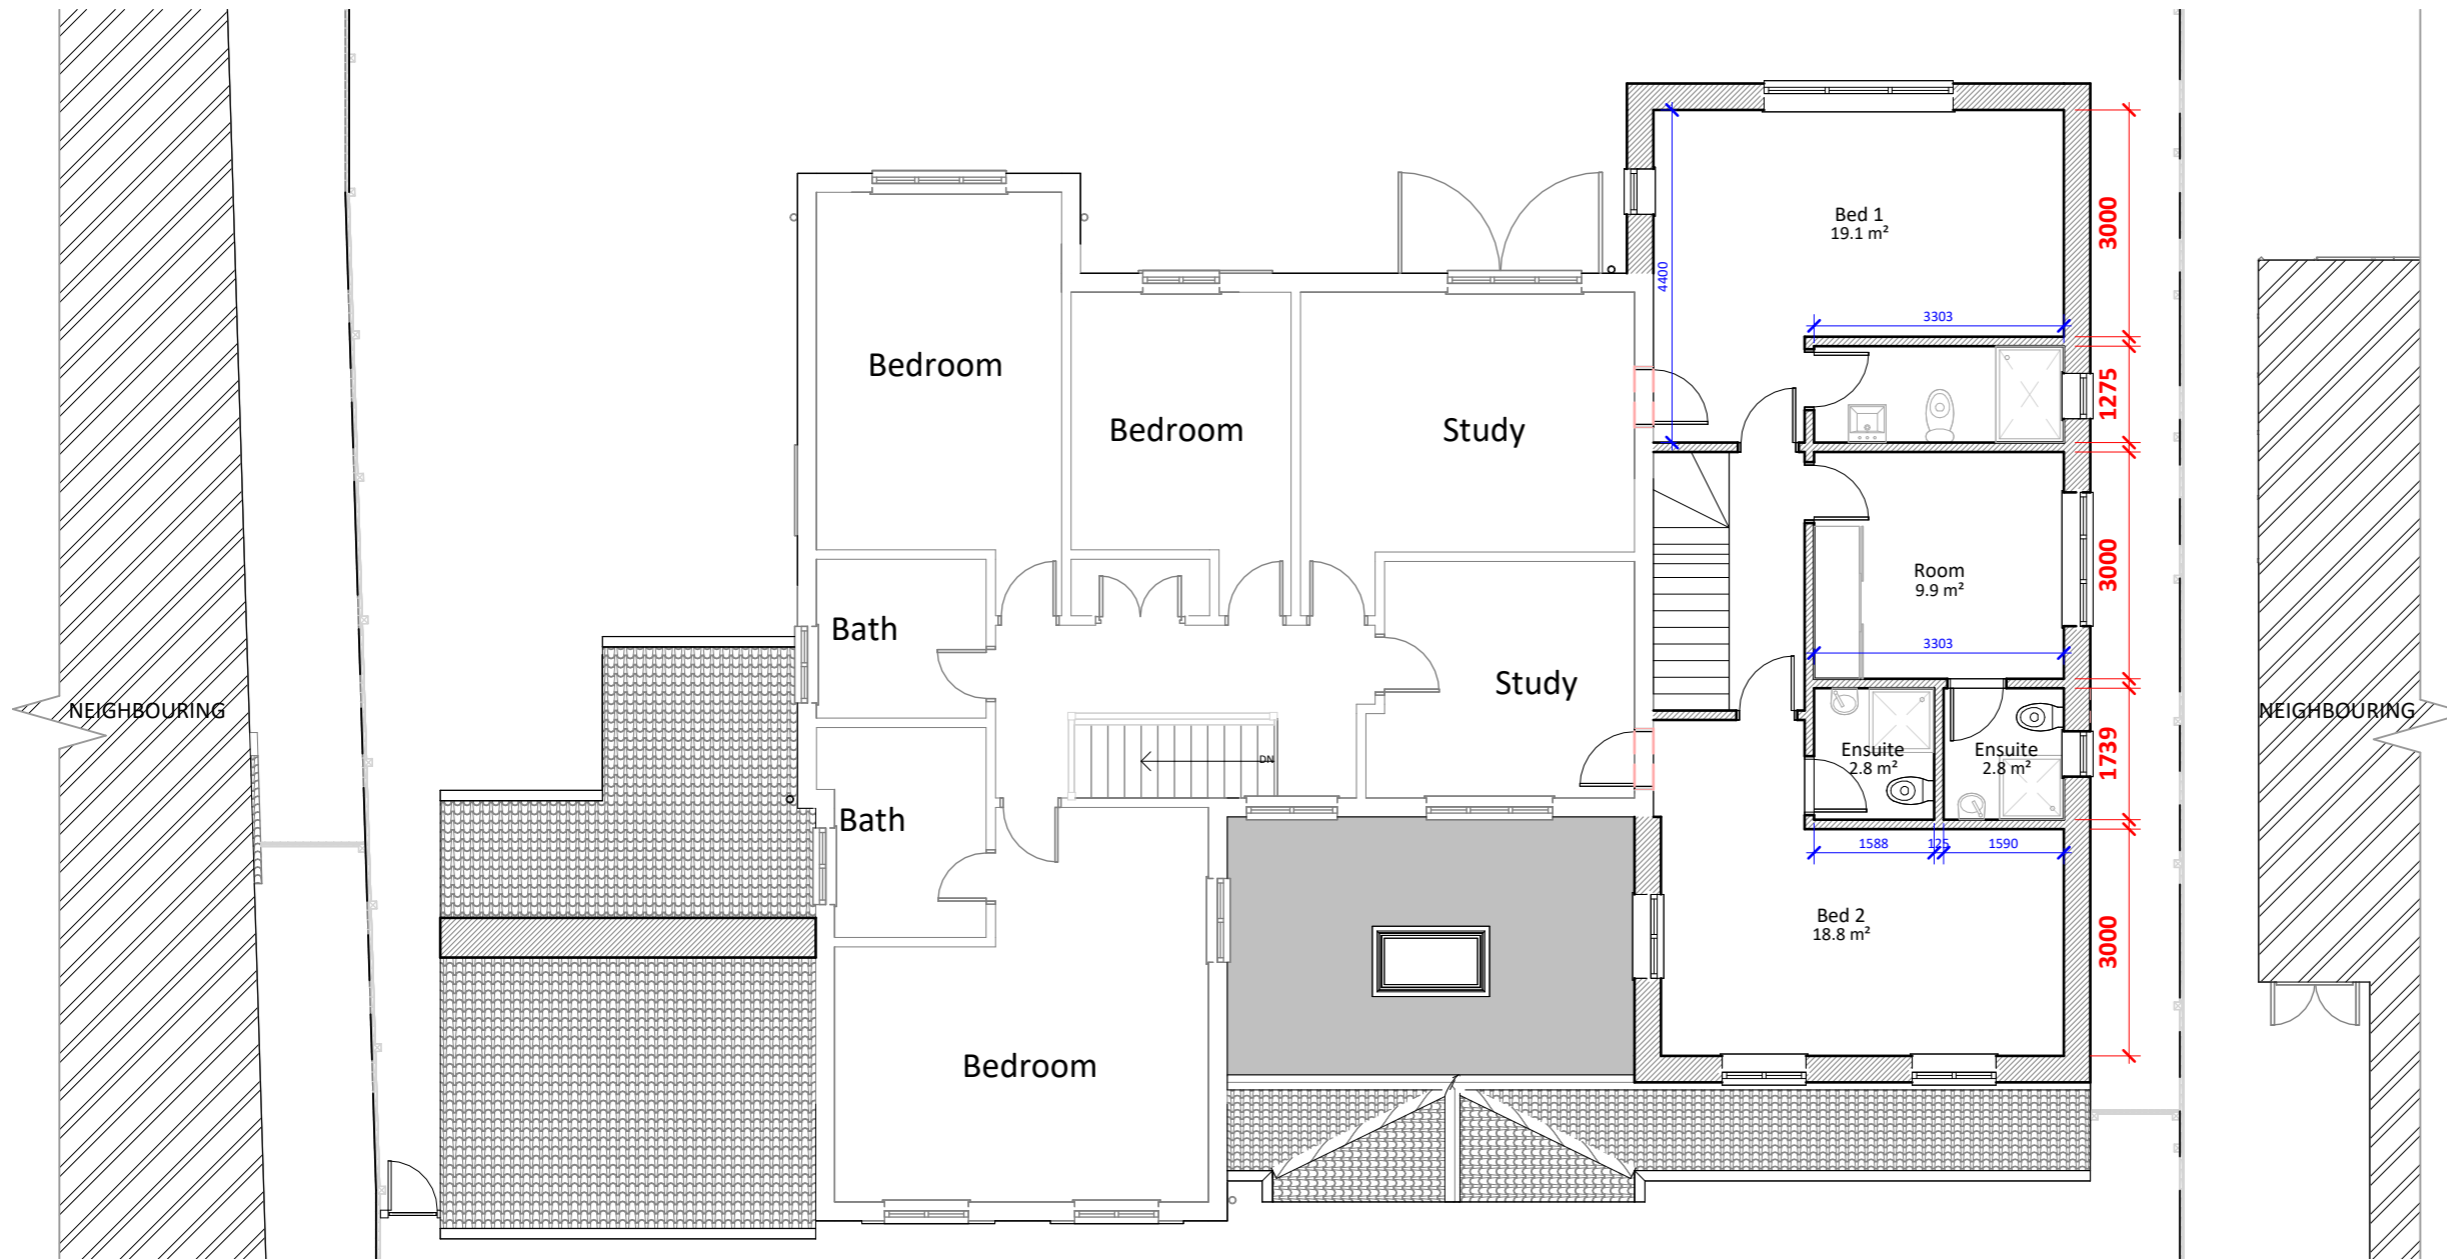 Bed 1
19.1 m²
3000
4400
3303
Bedroom
1275
Bedroom
Study
Room
9.9 m²
3000
Bath
3303
Study
NEIGHBOURING
NEIGHBOURING
Ensuite
2.8 m²
Ensuite
2.8 m²
1739
DN
Bath
1588
125
1590
Bed 2
18.8 m²
3000
Bedroom